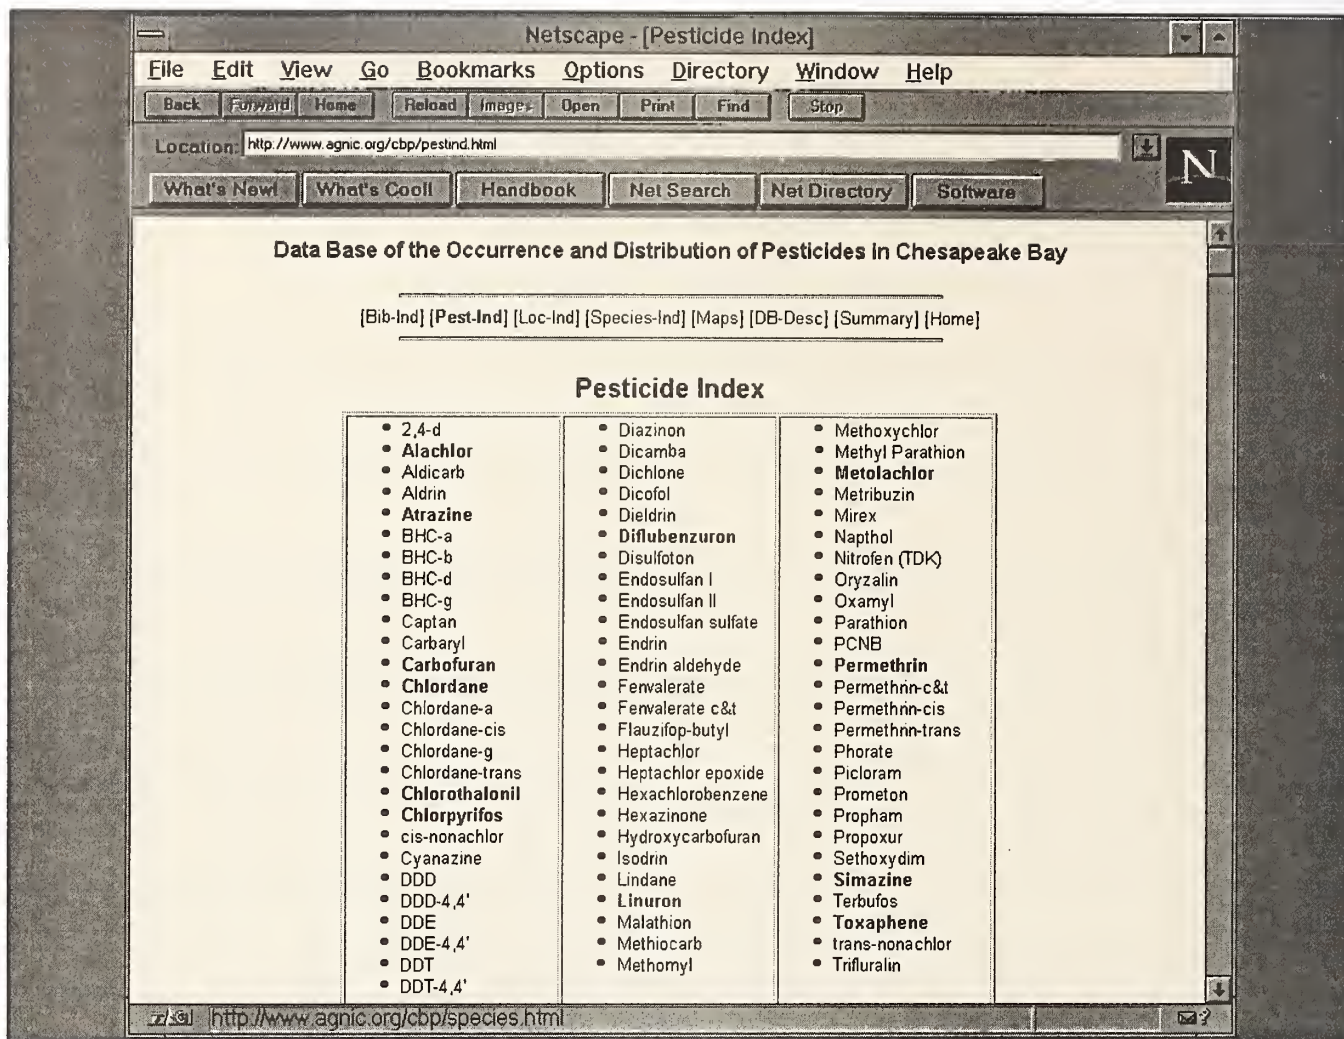 Netscape - [Pesticide Index]
File Edit View Go Bookmarks Options Directory Window Help
Back Forward Home Reload Images Open Print Find Stop
Location: http://www.agnic.org/cbp/pestind.html
N
What's New! What's Cool! Handbook Net Search Net Directory Software
Data Base of the Occurrence and Distribution of Pesticides in Chesapeake Bay
[Bib-Ind] [Pest-Ind] [Loc-Ind] [Species-Ind] [Maps] [DB-Desc] [Summary] [Home]
Pesticide Index
• 2,4-d
• Alachlor
• Aldicarb
• Aldrin
• Atrazine
• BHC-a
• BHC-b
• BHC-d
• BHC-g
• Captan
• Carbaryl
• Carbofuran
• Chlordane
• Chlordane-a
• Chlordane-cis
• Chlordane-g
• Chlordane-trans
• Chlorothalonil
• Chlorpyrifos
• cis-nonachlor
• Cyanazine
• DDD
• DDD-4,4'
• DDE
• DDE-4,4'
• DDT
• DDT-4,4'
• Diazinon
• Dicamba
• Dichlone
• Dicofol
• Dieldrin
• Diflubenzuron
• Disulfoton
• Endosulfan I
• Endosulfan II
• Endosulfan sulfate
• Endrin
• Endrin aldehyde
• Fenvalerate
• Fenvalerate c&t
• Flauzifop-butyl
• Heptachlor
• Heptachlor epoxide
• Hexachlorobenzene
• Hexazinone
• Hydroxycarbofuran
• Isodrin
• Lindane
• Linuron
• Malathion
• Methiocarb
• Methomyl
• Methoxychlor
• Methyl Parathion
• Metolachlor
• Metribuzin
• Mirex
• Napthol
• Nitrofen (TDK)
• Oryzalin
• Oxamyl
• Parathion
• PCNB
• Permethrin
• Permethrin-c&t
• Permethrin-cis
• Permethrin-trans
• Phorate
• Picloram
• Prometon
• Propham
• Propoxur
• Sethoxydim
• Simazine
• Terbufos
• Toxaphene
• trans-nonachlor
• Trifluralin
http://www.agnic.org/cbp/species.html